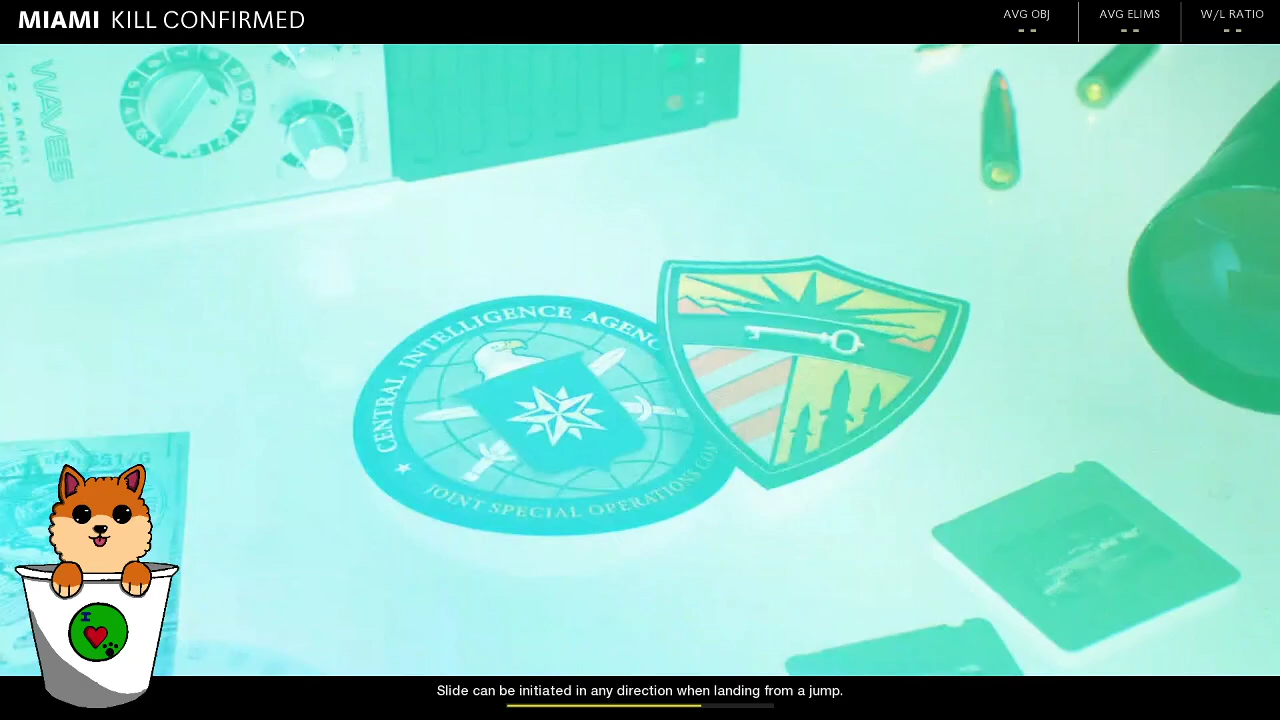 MIAMI KILL CONFIRMED
AVG OBJ
--
AVG ELIMS
--
W/L RATIO
--
WAVES
CENTRAL INTELLIGENCE AGENC
JOINT SPECIAL OPERATIONS COM
I
Slide can be initiated in any direction when landing from a jump.